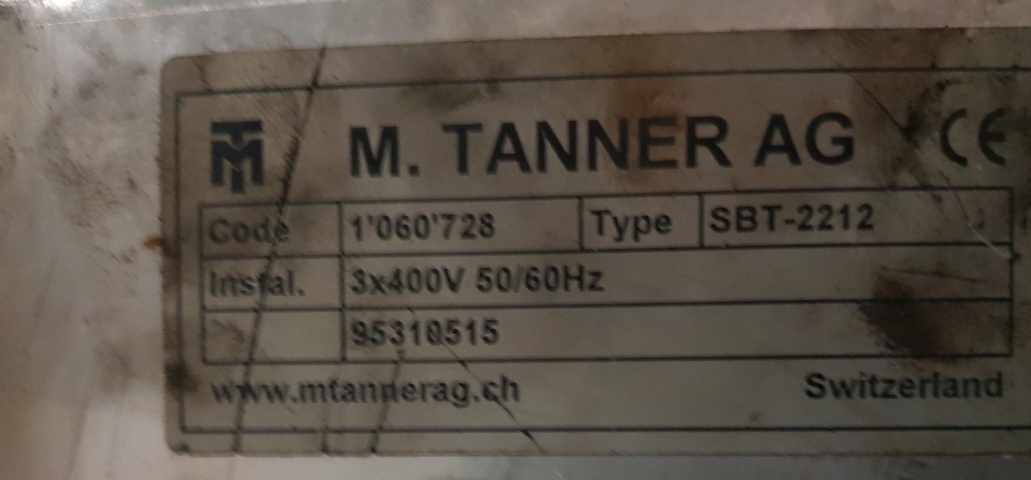 TM M. TANNER AG CE
Code 1'060'728 Type SBT-2212
Instal. 3x400V 50/60Hz
95310515
www.mtannerag.ch Switzerland